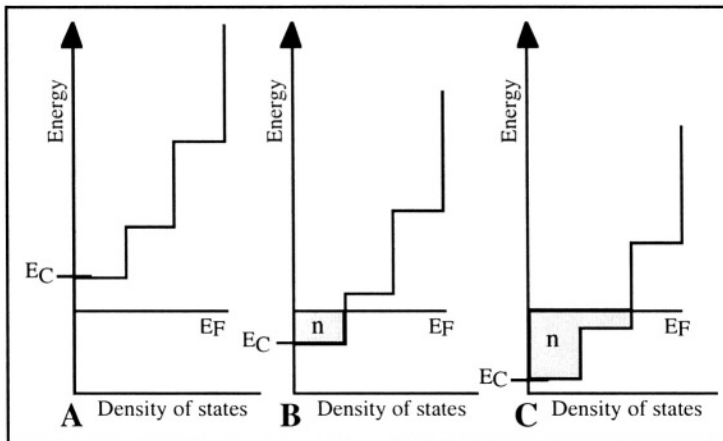 Energy
EC
EF
A Density of states
Energy
n
EC
EF
B Density of states
Energy
n
EC
EF
C Density of states